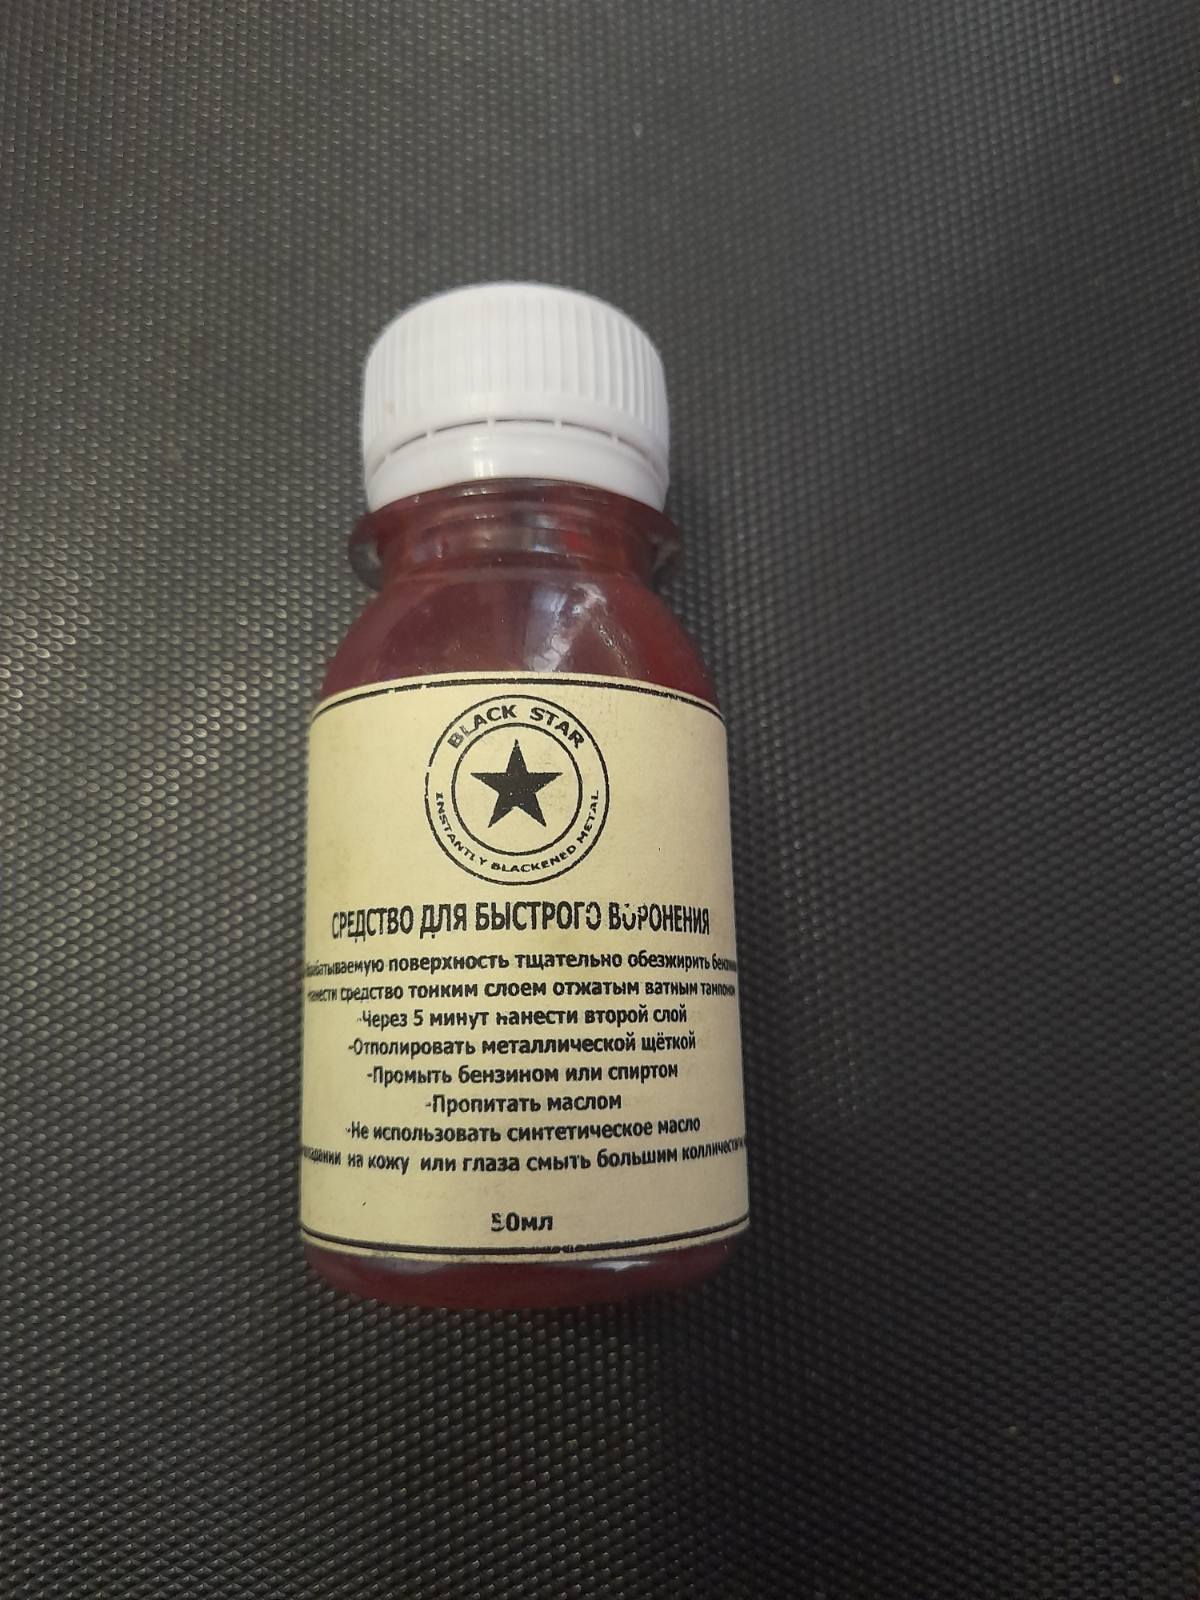 BLACK STAR
INSTANTLY BLACKENED METAL
СРЕДСТВО ДЛЯ БЫСТРОГО ВОРОНЕНИЯ
поверхность тщательно обезжирить
нанести средство тонким слоем отжатым ватным тампоном
-Через 5 минут нанести второй слой
-Отполировать металлической щёткой
-Промыть бензином или спиртом
-Пропитать маслом
-Не использовать синтетическое масло
на кожу или глаза смыть большим
50мл